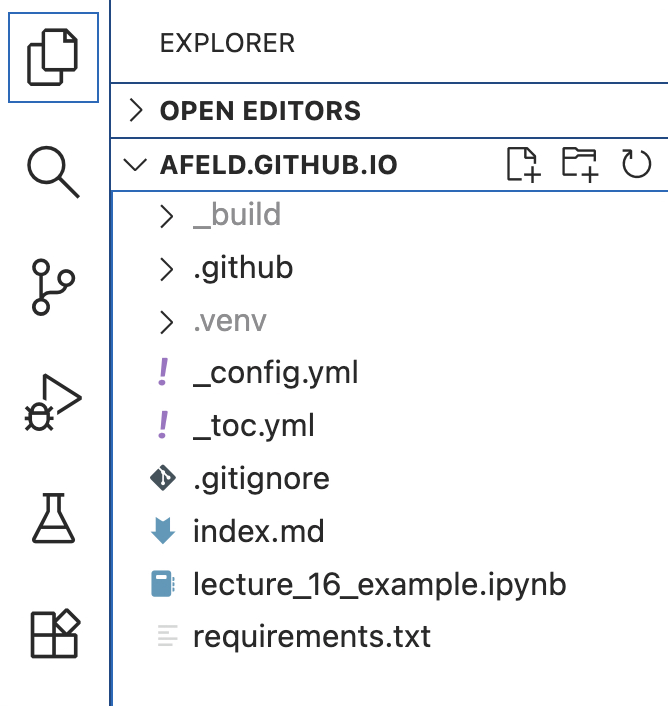 EXPLORER
OPEN EDITORS
AFELD.GITHUB.IO
_build
.github
.venv
_config.yml
_toc.yml
.gitignore
index.md
lecture_16_example.ipynb
requirements.txt